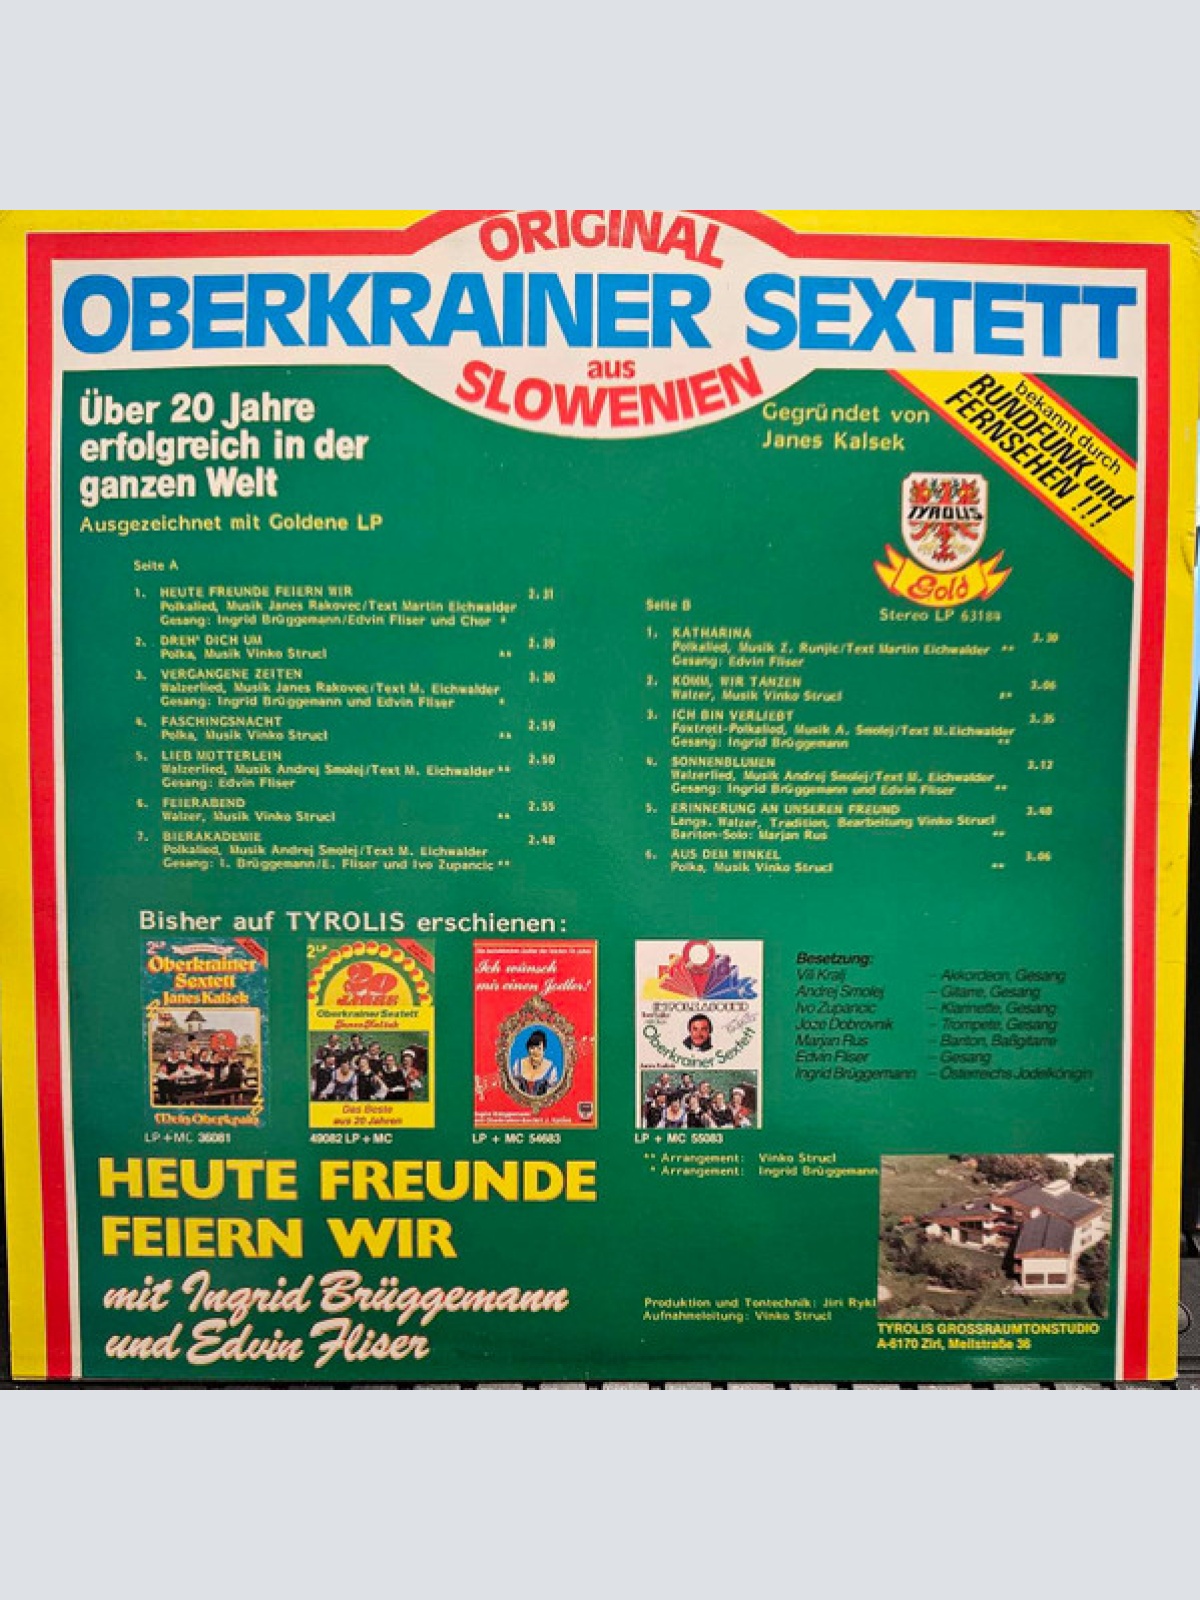 ORIGINAL
OBERKRAINER SEXTETT
aus
SLOWENIEN
Über 20 Jahre
erfolgreich in der
ganzen Welt
Ausgezeichnet mit Goldene LP
Gegründet von
Janes Kalsek
bekannt durch
RUNDFUNK und
FERNSEHEN !!!
TYROLIS
Gold
Stereo LP 63184
Seite A
1. HEUTE FREUNDE FEIERN WIR 2.31
Polkalied, Musik Janes Rakovec/Text Martin Eichwalder
Gesang: Ingrid Brüggemann/Edvin Fliser und Chor *
2. DREH' DICH UM 2.39
Polka, Musik Vinko Strucl **
3. VERGANGENE ZEITEN 3.30
Walzerlied, Musik Janes Rakovec/Text M. Eichwalder
Gesang: Ingrid Brüggemann und Edvin Fliser *
4. FASCHINGSNACHT 2.59
Polka, Musik Vinko Strucl **
5. LIEB MÜTTERLEIN 2.50
Walzerlied, Musik Andrej Smolej/Text M. Eichwalder **
Gesang: Edvin Fliser
6. FEIERABEND 2.55
Walzer, Musik Vinko Strucl **
7. BIERAKADEMIE 2.48
Polkalied, Musik Andrej Smolej/Text M. Eichwalder
Gesang: I. Brüggemann/E. Fliser und Ivo Zupancic **
Seite B
1. KATHARINA 3.30
Polkalied, Musik Z. Runjic/Text Martin Eichwalder **
Gesang: Edvin Fliser
2. KOMM, WIR TANZEN 3.06
Walzer, Musik Vinko Strucl **
3. ICH BIN VERLIEBT 3.35
Foxtrott-Polkalied, Musik A. Smolej/Text M.Eichwalder
Gesang: Ingrid Brüggemann **
4. SONNENBLUMEN 3.12
Walzerlied, Musik Andrej Smolej/Text M. Eichwalder
Gesang: Ingrid Brüggemann und Edvin Fliser **
5. ERINNERUNG AN UNSEREN FREUND 3.40
Langs. Walzer, Tradition, Bearbeitung Vinko Strucl
Bariton-Solo: Marjan Rus **
6. AUS DEM WINKEL 3.06
Polka, Musik Vinko Strucl **
Bisher auf TYROLIS erschienen:
2LP
Oberkrainer
Sextett
Janes Kalsek
Mein Oberkrain
LP + MC 36081
2LP
20
JAHRE
Oberkrainer Sextett
Janes Kalsek
Das Beste
aus 20 Jahren
49082 LP + MC
Ich wünsch
mir einen Jodler!
LP + MC 54683
Oberkrainer Sextett
LP + MC 55083
Besetzung:
Vili Kralj – Akkordeon, Gesang
Andrej Smolej – Gitarre, Gesang
Ivo Zupancic – Klarinette, Gesang
Joze Dobrovnik – Trompete, Gesang
Marjan Rus – Bariton, Baßgitarre
Edvin Fliser – Gesang
Ingrid Brüggemann – Österreichs Jodelkönigin
** Arrangement: Vinko Strucl
* Arrangement: Ingrid Brüggemann
HEUTE FREUNDE
FEIERN WIR
mit Ingrid Brüggemann
und Edvin Fliser
Produktion und Tontechnik: Jiri Rykl
Aufnahmeleitung: Vinko Strucl
TYROLIS GROSSRAUMTONSTUDIO
A-6170 Zirl, Meilstraße 36